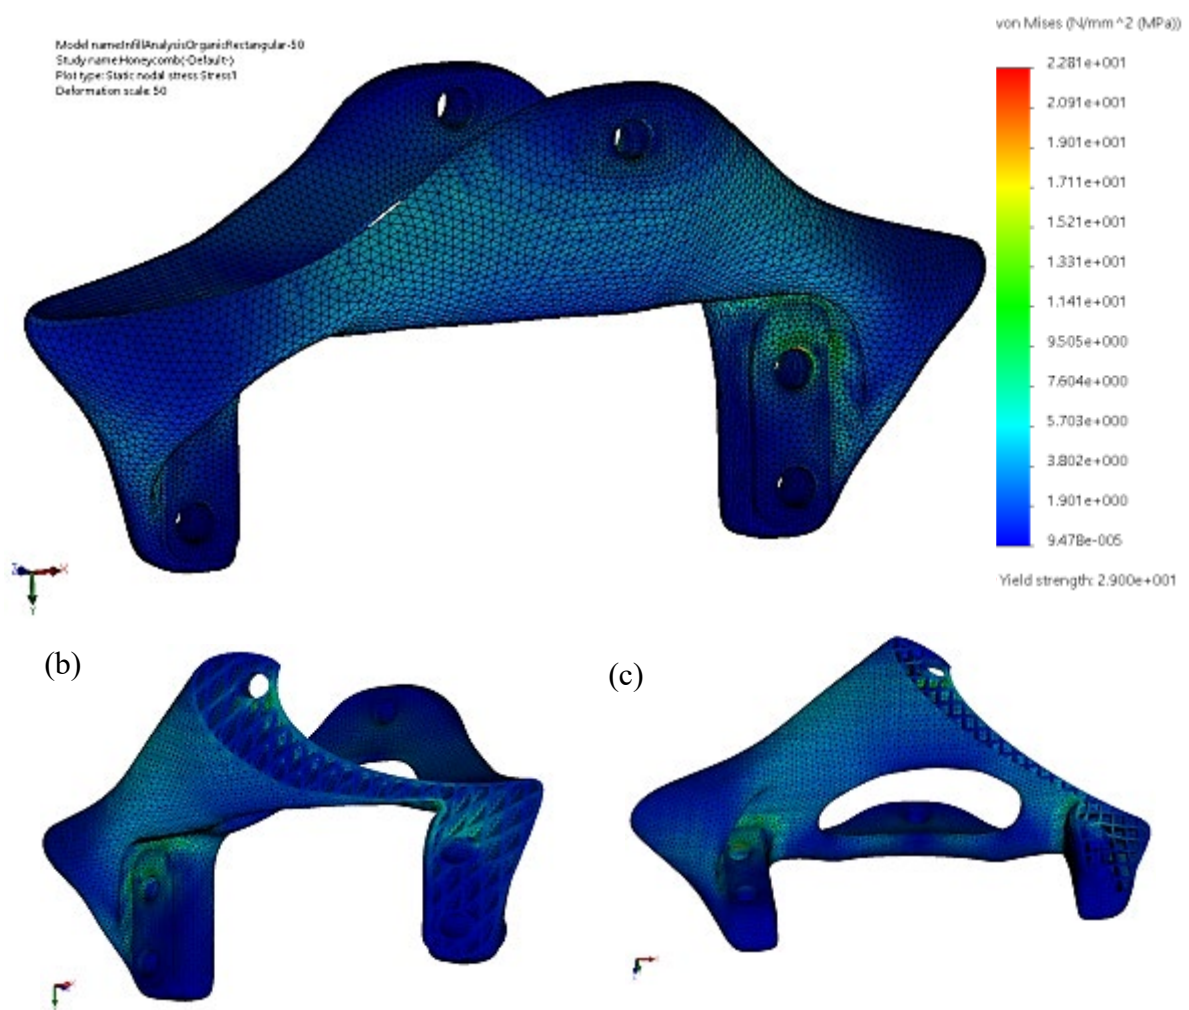 von Mises (N/mm^2 (MPa))
Model name:InfillAnalysisOrganicRectangular-50
Study name:Honeycomb(-Default-)
Plot type: Static nodal stress Stress1
Deformation scale: 50
2.281e+001
2.091e+001
1.901e+001
1.711e+001
1.521e+001
1.331e+001
1.141e+001
9.505e+000
7.604e+000
5.703e+000
3.802e+000
1.901e+000
9.478e-005
Yield strength: 2.900e+001
Z X
Y
(b)
(c)